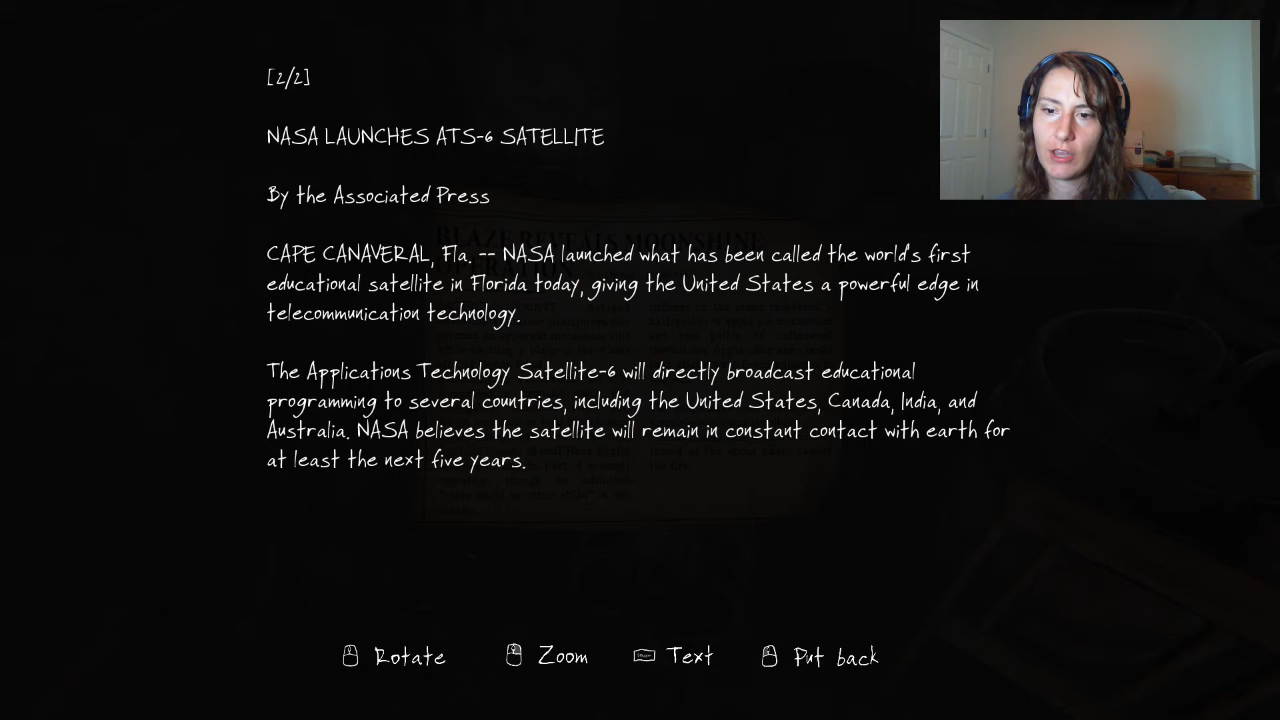 [2/2]
NASA LAUNCHES ATS-6 SATELLITE
By the Associated Press
CAPE CANAVERAL, Fla. -- NASA launched what has been called the world's first
educational satellite in Florida today, giving the United States a powerful edge in
telecommunication technology.
The Applications Technology Satellite-6 will directly broadcast educational
programming to several countries, including the United States, Canada, India, and
Australia. NASA believes the satellite will remain in constant contact with earth for
at least the next five years.
BLAZE REVEALS MOONSHINE
OPERATION
Rotate Zoom Text Put back